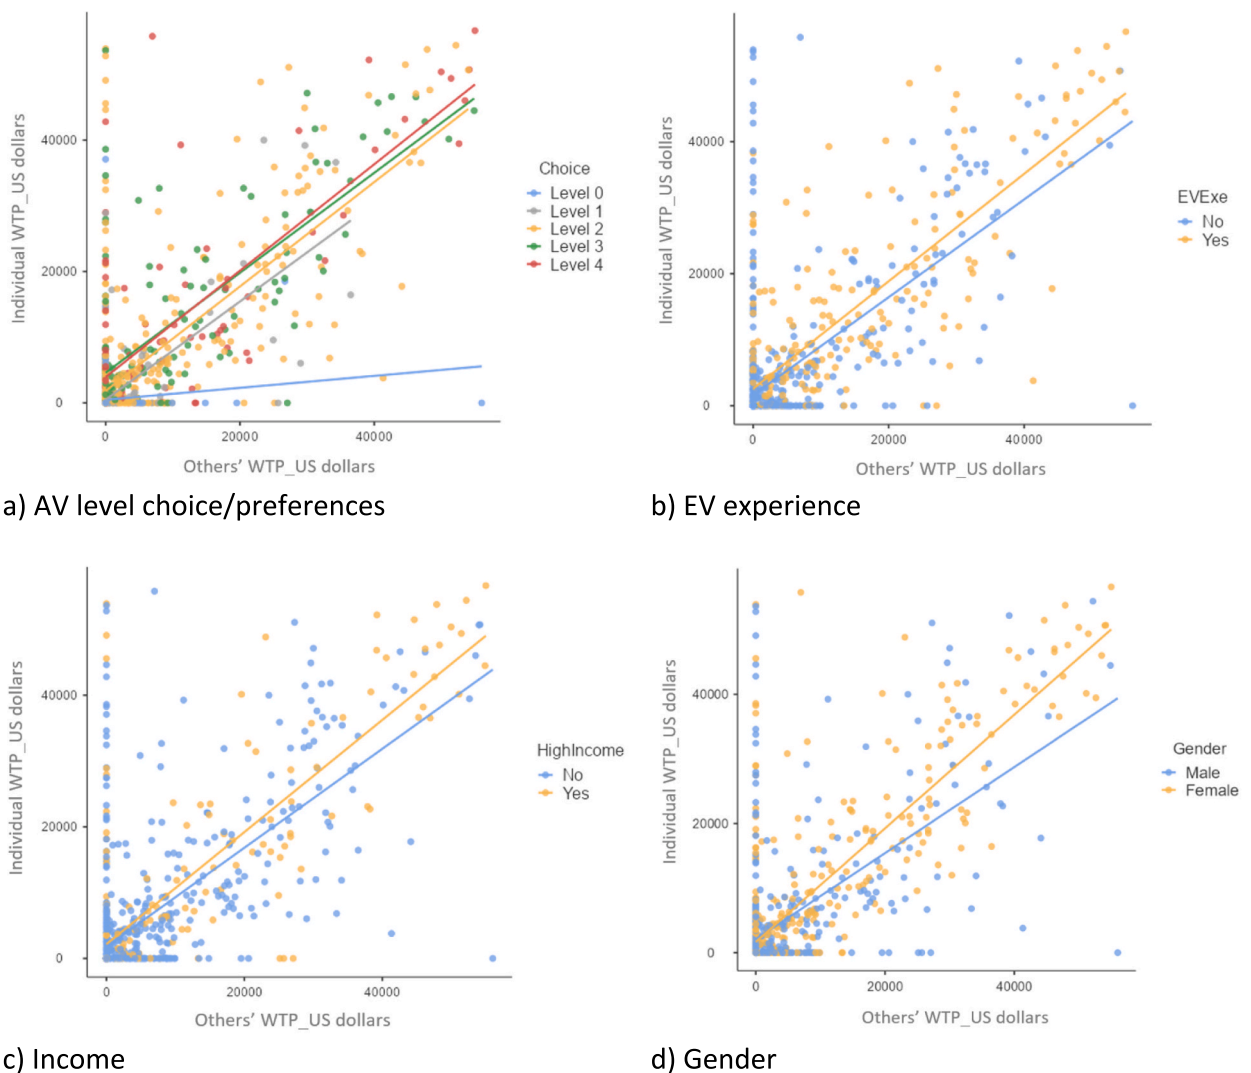 Individual WTP_US dollars
40000
20000
0
0 20000 40000
Others’ WTP_US dollars
Choice
Level 0
Level 1
Level 2
Level 3
Level 4
a) AV level choice/preferences
Individual WTP_US dollars
40000
20000
0
0 20000 40000
Others’ WTP_US dollars
EVExe
No
Yes
b) EV experience
Individual WTP_US dollars
40000
20000
0
0 20000 40000
Others’ WTP_US dollars
HighIncome
No
Yes
c) Income
Individual WTP_US dollars
40000
20000
0
0 20000 40000
Others’ WTP_US dollars
Gender
Male
Female
d) Gender